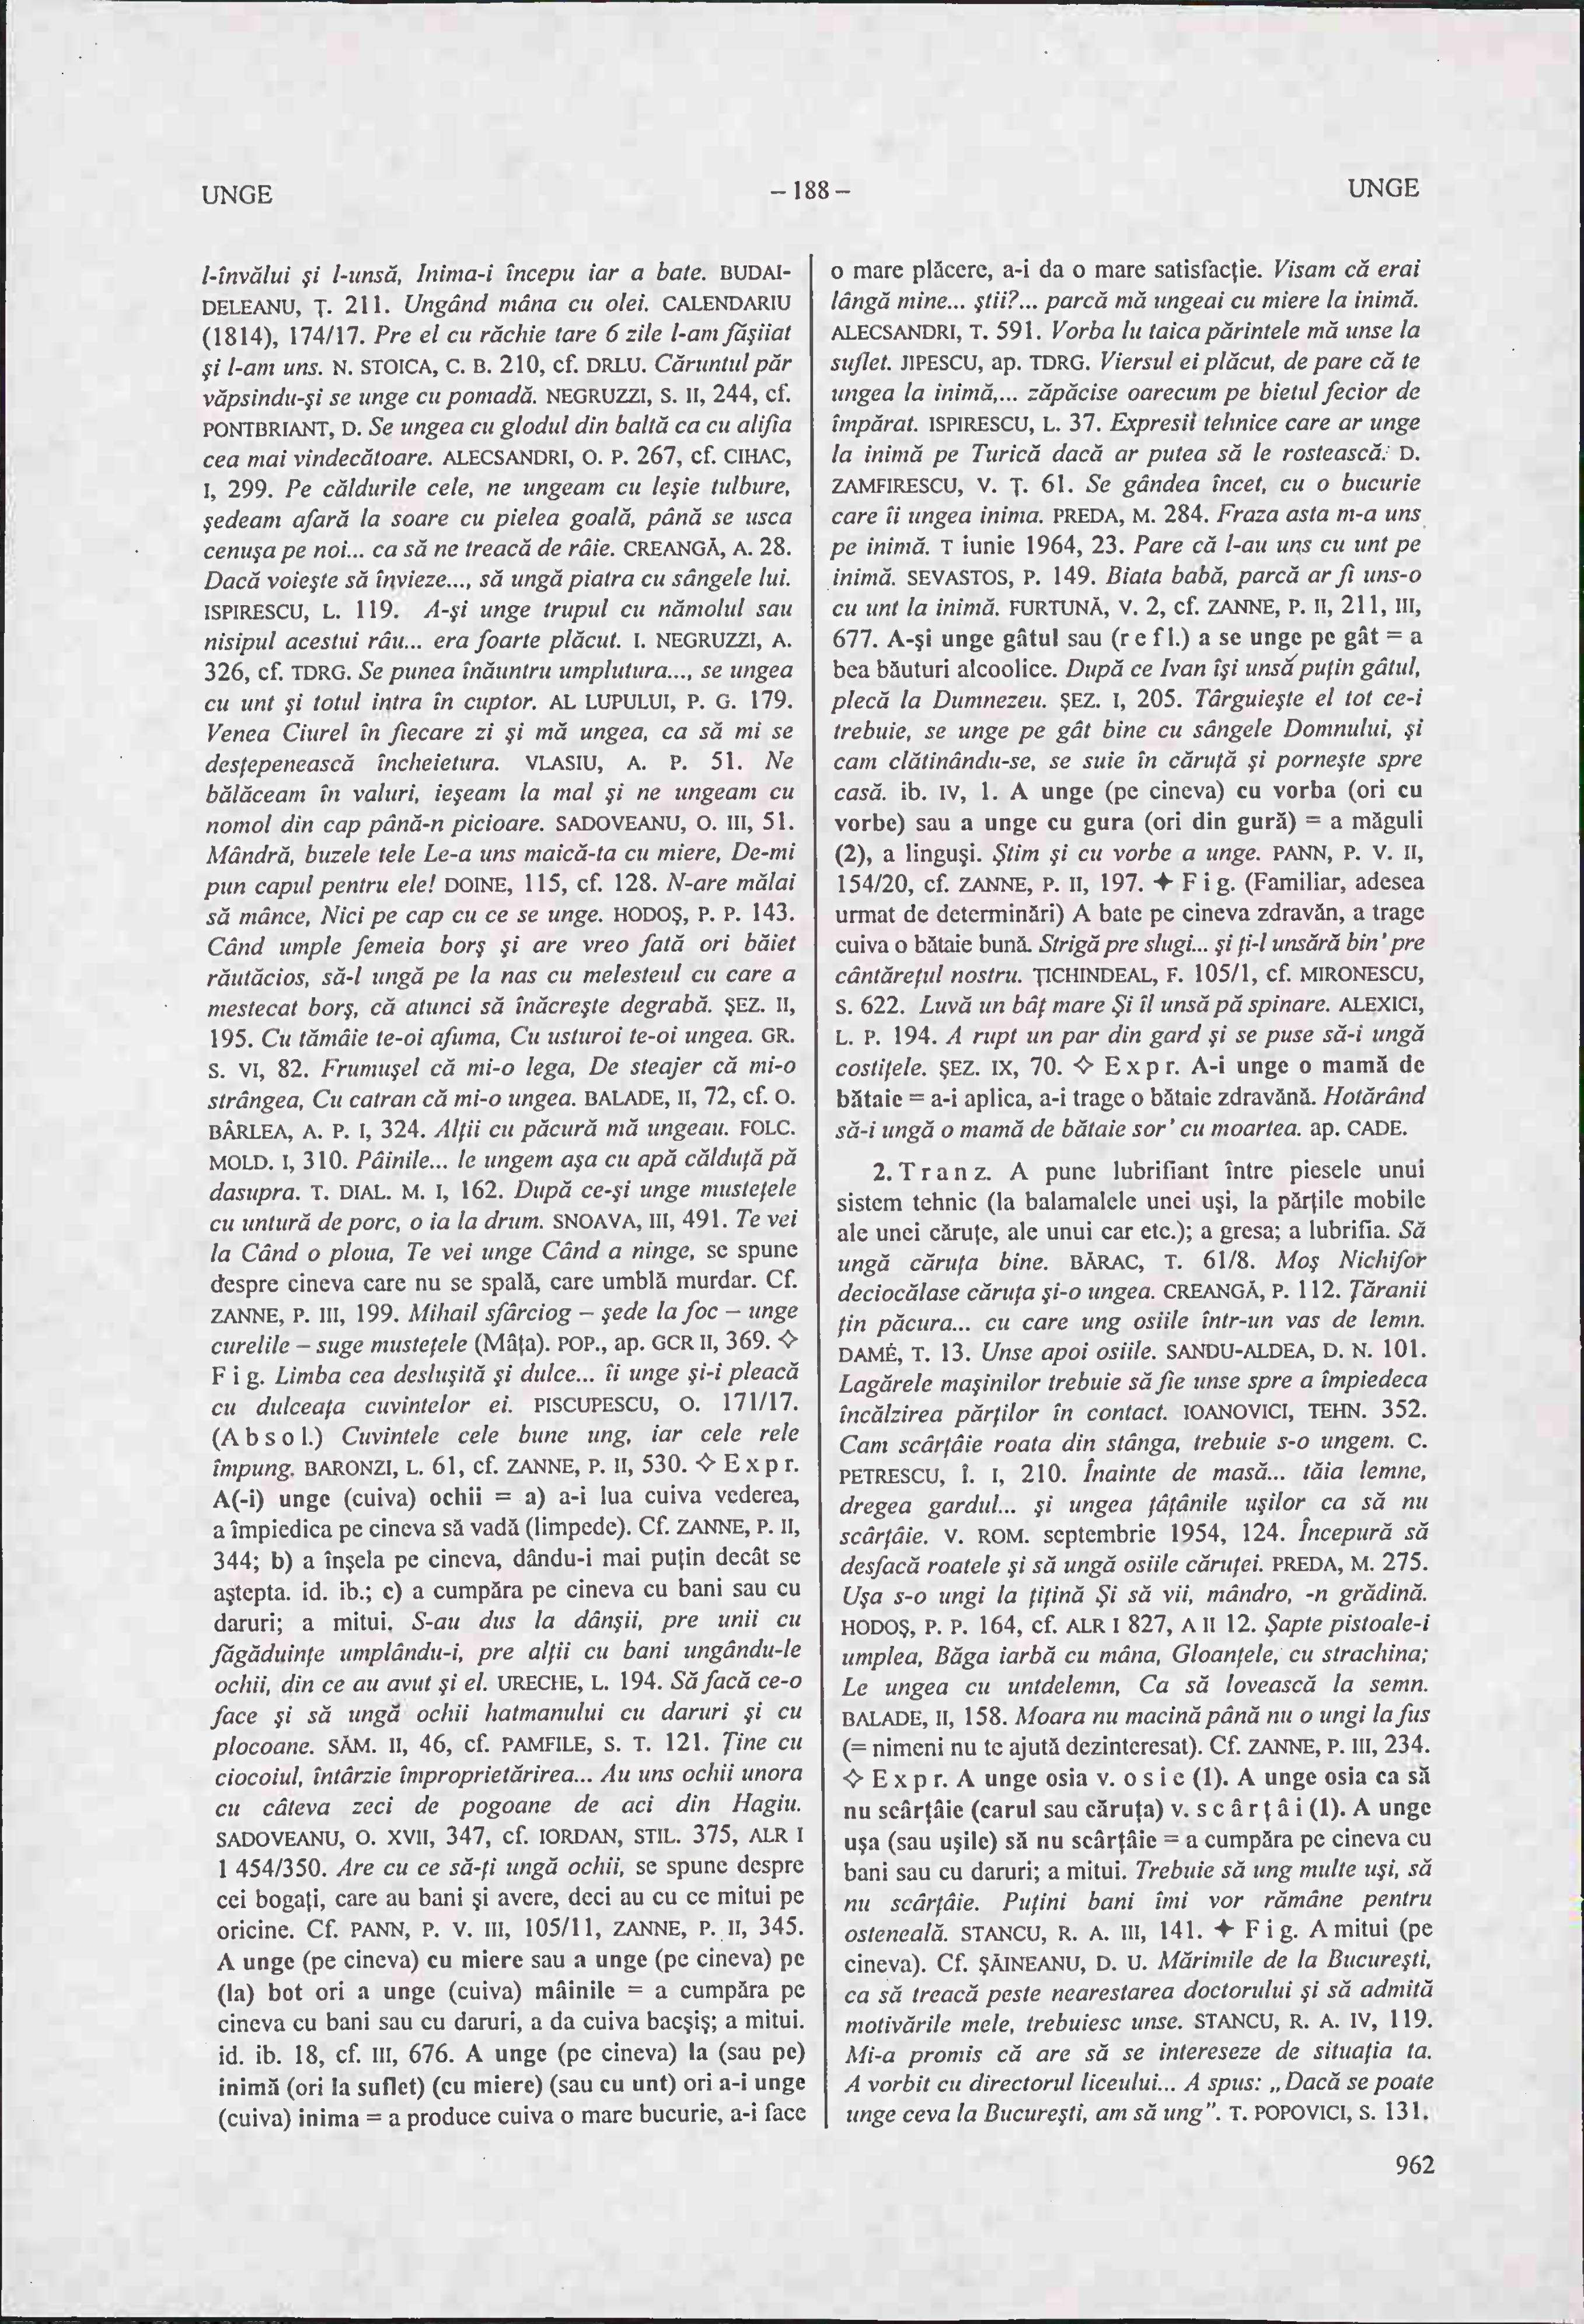 UNGE
– 188 –
UNGE
l-învălui şi l-unsă, Inima-i începu iar a bate. BUDAI-
DELEANU, Ţ. 211. Ungând mâna cu olei. CALENDARIU
(1814), 174/17. Pre el cu răchie tare 6 zile l-am făşiiat
şi l-am uns. N. STOICA, C. B. 210, cf. DRLU. Căruntul păr
văpsindu-şi se unge cu pomadă. NEGRUZZI, S. II, 244, cf.
PONTBRIANT, D. Se ungea cu glodul din baltă ca cu alifia
cea mai vindecătoare. ALECSANDRI, O. P. 267, cf. CIHAC,
I, 299. Pe căldurile cele, ne ungeam cu leşie tulbure,
şedeam afară la soare cu pielea goală, până se usca
cenuşa pe noi... ca să ne treacă de râie. CREANGĂ, A. 28.
Dacă voieşte să învieze..., să ungă piatra cu sângele lui.
ISPIRESCU, L. 119. A-şi unge trupul cu nămolul sau
nisipul acestui râu... era foarte plăcut. I. NEGRUZZI, A.
326, cf. TDRG. Se punea înăuntru umplutura..., se ungea
cu unt şi totul intra în cuptor. AL LUPULUI, P. G. 179.
Venea Ciurel în fiecare zi şi mă ungea, ca să mi se
desţepenească încheietura. VLASIU, A. P. 51. Ne
bălăceam în valuri, ieşeam la mal şi ne ungeam cu
nomol din cap până-n picioare. SADOVEANU, O. III, 51.
Mândră, buzele tele Le-a uns maică-ta cu miere, De-mi
pun capul pentru ele! DOINE, 115, cf. 128. N-are mălai
să mânce, Nici pe cap cu ce se unge. HODOŞ, P. P. 143.
Când umple femeia borş şi are vreo fată ori băiet
răutăcios, să-l ungă pe la nas cu melesteul cu care a
mestecat borş, că atunci să înăcreşte degrabă. ŞEZ. II,
195. Cu tămâie te-oi afuma, Cu usturoi te-oi ungea. GR.
S. VI, 82. Frumuşel că mi-o lega, De steajer că mi-o
strângea, Cu catran că mi-o ungea. BALADE, II, 72, cf. O.
BÂRLEA, A. P. I, 324. Alţii cu păcură mă ungeau. FOLC.
MOLD. I, 310. Pâinile... le ungem aşa cu apă călduţă pă
dasupra. T. DIAL. M. I, 162. După ce-şi unge musteţele
cu untură de porc, o ia la drum. SNOAVA, III, 491. Te vei
la Când o ploua, Te vei unge Când a ninge, se spune
despre cineva care nu se spală, care umblă murdar. Cf.
ZANNE, P. III, 199. Mihail sfârciog – şede la foc – unge
curelile – suge musteţele (Mâţa). POP., ap. GCR II, 369. ◇
F i g. Limba cea desluşită şi dulce... îi unge şi-i pleacă
cu dulceaţa cuvintelor ei. PISCUPESCU, O. 171/17.
(A b s o l.) Cuvintele cele bune ung, iar cele rele
împung. BARONZI, L. 61, cf. ZANNE, P. II, 530. ◇ E x p r.
A(-i) unge (cuiva) ochii = a) a-i lua cuiva vederea,
a împiedica pe cineva să vadă (limpede). Cf. ZANNE, P. II,
344; b) a înşela pe cineva, dându-i mai puţin decât se
aştepta. id. ib.; c) a cumpăra pe cineva cu bani sau cu
daruri; a mitui. S-au dus la dânşii, pre unii cu
făgăduinţe umplându-i, pre alţii cu bani ungându-le
ochii, din ce au avut şi el. URECHE, L. 194. Să facă ce-o
face şi să ungă ochii hatmanului cu daruri şi cu
plocoane. SĂM. II, 46, cf. PAMFILE, S. T. 121. Ţine cu
ciocoiul, întârzie împroprietărirea... Au uns ochii unora
cu câteva zeci de pogoane de aci din Hagiu.
SADOVEANU, O. XVII, 347, cf. IORDAN, STIL. 375, ALR I
1 454/350. Are cu ce să-ţi ungă ochii, se spune despre
cei bogaţi, care au bani şi avere, deci au cu ce mitui pe
oricine. Cf. PANN, P. V. III, 105/11, ZANNE, P. II, 345.
A unge (pe cineva) cu miere sau a unge (pe cineva) pe
(la) bot ori a unge (cuiva) mâinile = a cumpăra pe
cineva cu bani sau cu daruri, a da cuiva bacşiş; a mitui.
id. ib. 18, cf. III, 676. A unge (pe cineva) la (sau pe)
inimă (ori la suflet) (cu miere) (sau cu unt) ori a-i unge
(cuiva) inima = a produce cuiva o mare bucurie, a-i face
o mare plăcere, a-i da o mare satisfacţie. Visam că erai
lângă mine... ştii?... parcă mă ungeai cu miere la inimă.
ALECSANDRI, T. 591. Vorba lu taica părintele mă unse la
suflet. JIPESCU, ap. TDRG. Viersul ei plăcut, de pare că te
ungea la inimă,... zăpăcise oarecum pe bietul fecior de
împărat. ISPIRESCU, L. 37. Expresii tehnice care ar unge
la inimă pe Turică dacă ar putea să le rostească. D.
ZAMFIRESCU, V. Ţ. 61. Se gândea încet, cu o bucurie
care îi ungea inima. PREDA, M. 284. Fraza asta m-a uns
pe inimă. T iunie 1964, 23. Pare că l-au uns cu unt pe
inimă. SEVASTOS, P. 149. Biata babă, parcă ar fi uns-o
cu unt la inimă. FURTUNĂ, V. 2, cf. ZANNE, P. II, 211, III,
677. A-şi unge gâtul sau (r e f l.) a se unge pe gât = a
bea băuturi alcoolice. După ce Ivan îşi unsă puţin gâtul,
plecă la Dumnezeu. ŞEZ. I, 205. Târguieşte el tot ce-i
trebuie, se unge pe gât bine cu sângele Domnului, şi
cam clătinându-se, se suie în căruţă şi porneşte spre
casă. ib. IV, 1. A unge (pe cineva) cu vorba (ori cu
vorbe) sau a unge cu gura (ori din gură) = a măguli
(2), a linguşi. Ştim şi cu vorbe a unge. PANN, P. V. II,
154/20, cf. ZANNE, P. II, 197. ✦ F i g. (Familiar, adesea
urmat de determinări) A bate pe cineva zdravăn, a trage
cuiva o bătaie bună. Strigă pre slugi... şi ţi-l unsără bin’ pre
cântăreţul nostru. ŢICHINDEAL, F. 105/1, cf. MIRONESCU,
S. 622. Luvă un bâţ mare Şi îl unsă pă spinare. ALEXICI,
L. P. 194. A rupt un par din gard şi se puse să-i ungă
costiţele. ŞEZ. IX, 70. ◇ E x p r. A-i unge o mamă de
bătaie = a-i aplica, a-i trage o bătaie zdravănă. Hotărând
să-i ungă o mamă de bătaie sor’ cu moartea. ap. CADE.
2. T r a n z. A pune lubrifiant între piesele unui
sistem tehnic (la balamalele unei uşi, la părţile mobile
ale unei căruţe, ale unui car etc.); a gresa; a lubrifia. Să
ungă căruţa bine. BĂRAC, T. 61/8. Moş Nichifor
deciocălase căruţa şi-o ungea. CREANGĂ, P. 112. Ţăranii
ţin păcura... cu care ung osiile într-un vas de lemn.
DAMÉ, T. 13. Unse apoi osiile. SANDU-ALDEA, D. N. 101.
Lagărele maşinilor trebuie să fie unse spre a împiedeca
încălzirea părţilor în contact. IOANOVICI, TEHN. 352.
Cam scârţâie roata din stânga, trebuie s-o ungem. C.
PETRESCU, Î. I, 210. Înainte de masă... tăia lemne,
dregea gardul... şi ungea ţâţânile uşilor ca să nu
scârţâie. V. ROM. septembrie 1954, 124. Începură să
desfacă roatele şi să ungă osiile căruţei. PREDA, M. 275.
Uşa s-o ungi la ţiţină Şi să vii, mândro, -n grădină.
HODOŞ, P. P. 164, cf. ALR I 827, A II 12. Şapte pistoale-i
umplea, Băga iarbă cu mâna, Gloanţele, cu strachina;
Le ungea cu untdelemn, Ca să lovească la semn.
BALADE, II, 158. Moara nu macină până nu o ungi la fus
(= nimeni nu te ajută dezinteresat). Cf. ZANNE, P. III, 234.
◇ E x p r. A unge osia v. o s i e (1). A unge osia ca să
nu scârţâie (carul sau căruţa) v. s c â r ţ â i (1). A unge
uşa (sau uşile) să nu scârţâie = a cumpăra pe cineva cu
bani sau cu daruri; a mitui. Trebuie să ung multe uşi, să
nu scârţâie. Puţini bani îmi vor rămâne pentru
osteneală. STANCU, R. A. III, 141. ✦ F i g. A mitui (pe
cineva). Cf. ŞĂINEANU, D. U. Mărimile de la Bucureşti,
ca să treacă peste nearestarea doctorului şi să admită
motivările mele, trebuiesc unse. STANCU, R. A. IV, 119.
Mi-a promis că are să se intereseze de situaţia ta.
A vorbit cu directorul liceului... A spus: „Dacă se poate
unge ceva la Bucureşti, am să ung”. T. POPOVICI, S. 131.
962